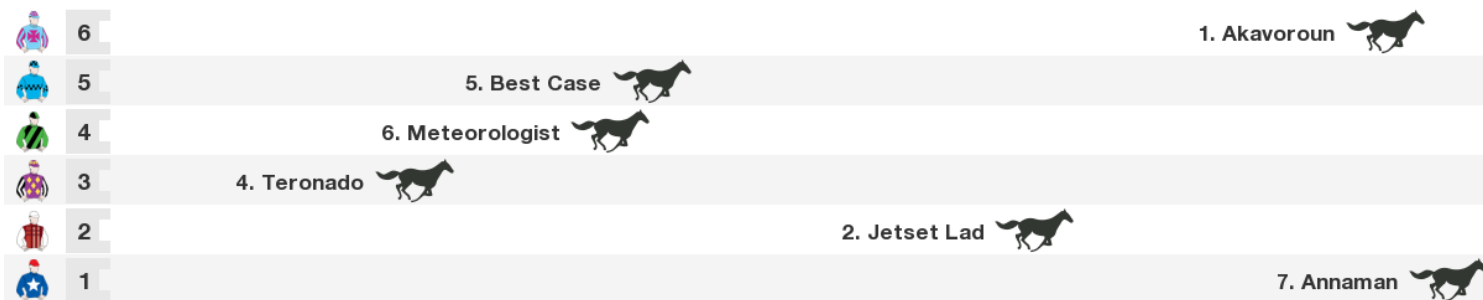 6 1. Akavoroun
5 5. Best Case
4 6. Meteorologist
3 4. Teronado
2 2. Jetset Lad
1 7. Annaman